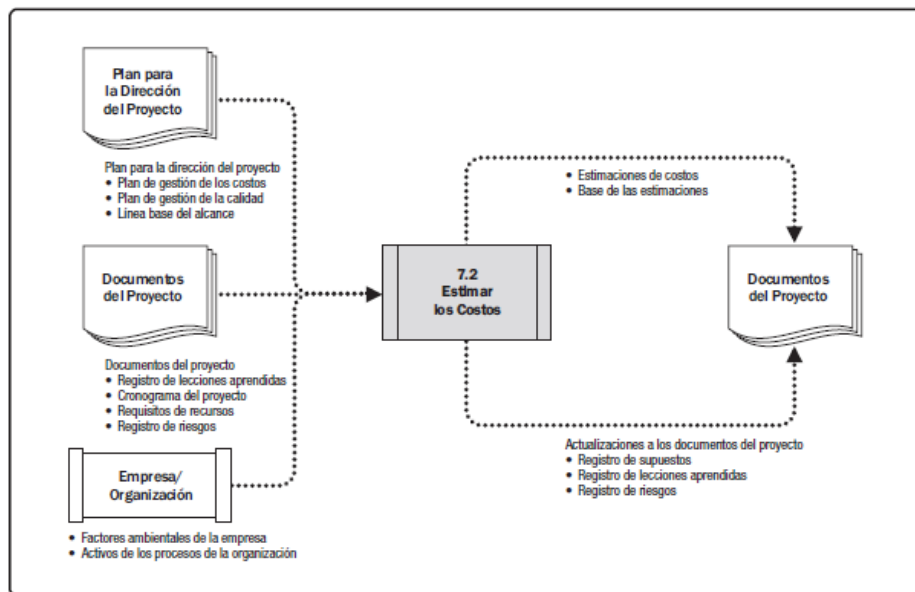 Plan para
la Dirección
del Proyecto
Plan para la dirección del proyecto
• Plan de gestión de los costos
• Plan de gestión de la calidad
• Línea base del alcance
Documentos
del Proyecto
Documentos del proyecto
• Registro de lecciones aprendidas
• Cronograma del proyecto
• Requisitos de recursos
• Registro de riesgos
Empresa/
Organización
• Factores ambientales de la empresa
• Activos de los procesos de la organización
7.2
Estimar
los Costos
• Estimaciones de costos
• Base de las estimaciones
Documentos
del Proyecto
Actualizaciones a los documentos del proyecto
• Registro de supuestos
• Registro de lecciones aprendidas
• Registro de riesgos